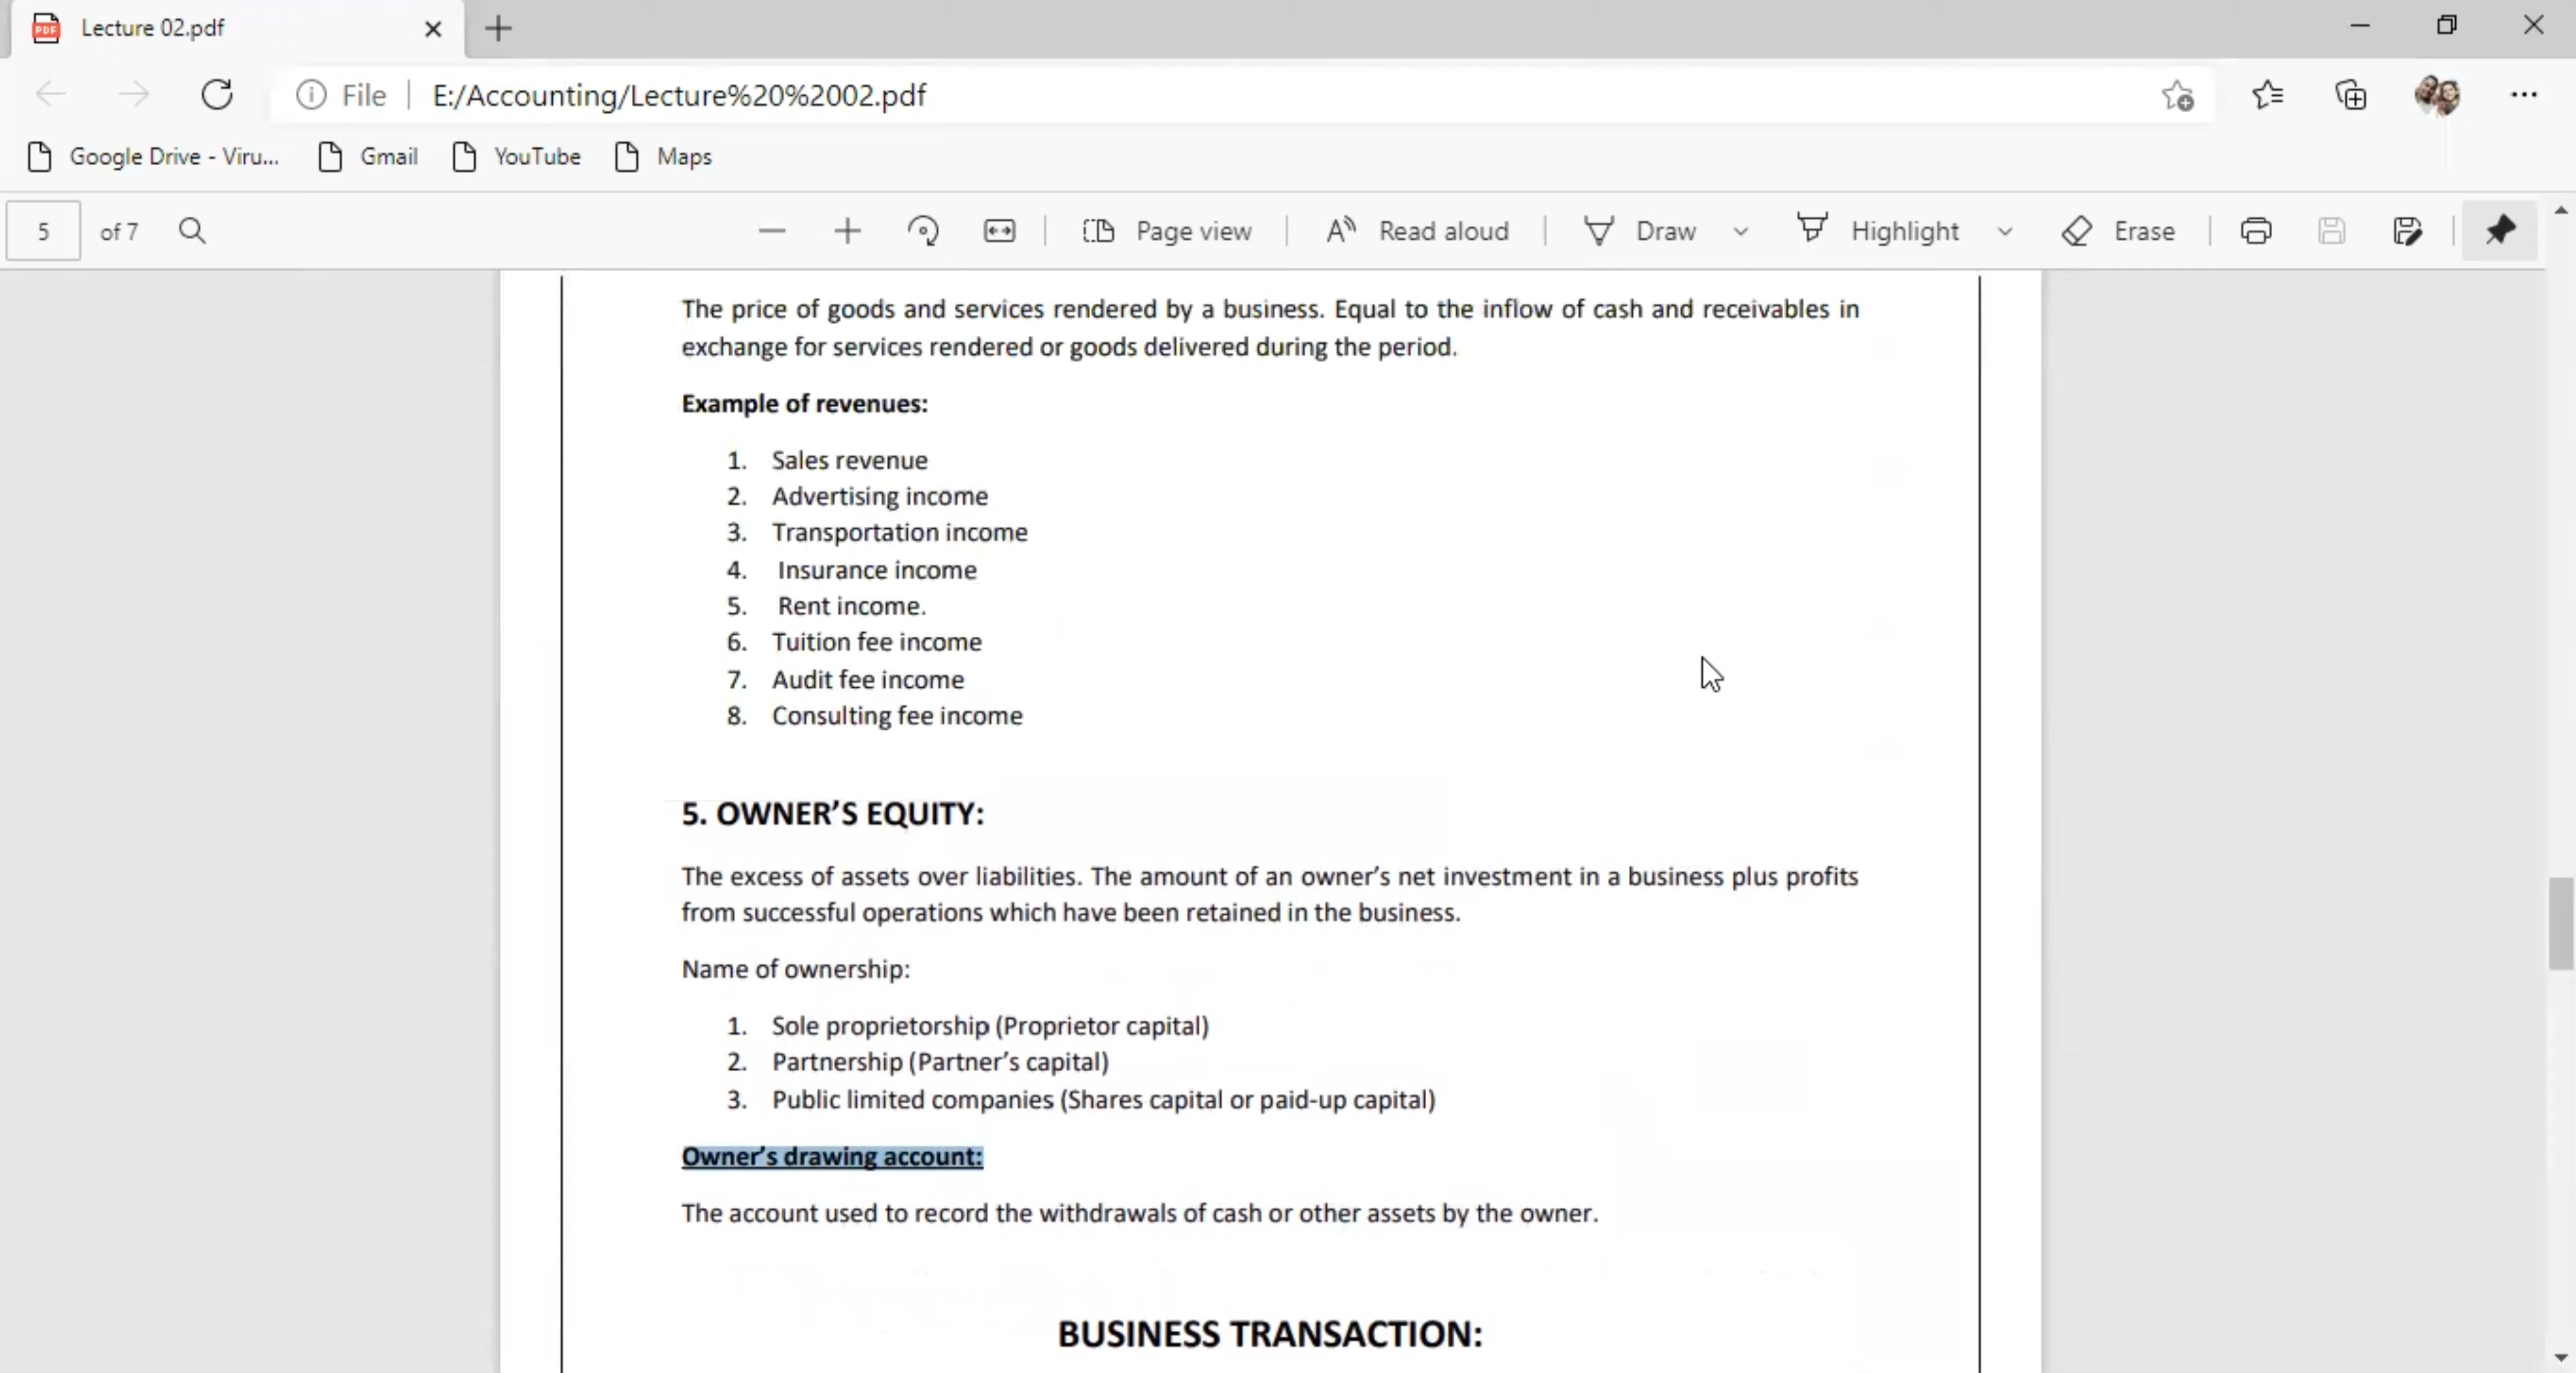 Lecture 02.pdf
File
E:/Accounting/Lecture%20%2002.pdf
Google Drive - Viru... Gmail YouTube Maps
5 of 7 Page view Read aloud Draw Highlight Erase
The price of goods and services rendered by a business. Equal to the inflow of cash and receivables in
exchange for services rendered or goods delivered during the period.
Example of revenues:
1. Sales revenue
2. Advertising income
3. Transportation income
4. Insurance income
5. Rent income.
6. Tuition fee income
7. Audit fee income
8. Consulting fee income
5. OWNER’S EQUITY:
The excess of assets over liabilities. The amount of an owner’s net investment in a business plus profits
from successful operations which have been retained in the business.
Name of ownership:
1. Sole proprietorship (Proprietor capital)
2. Partnership (Partner’s capital)
3. Public limited companies (Shares capital or paid-up capital)
Owner’s drawing account:
The account used to record the withdrawals of cash or other assets by the owner.
BUSINESS TRANSACTION: